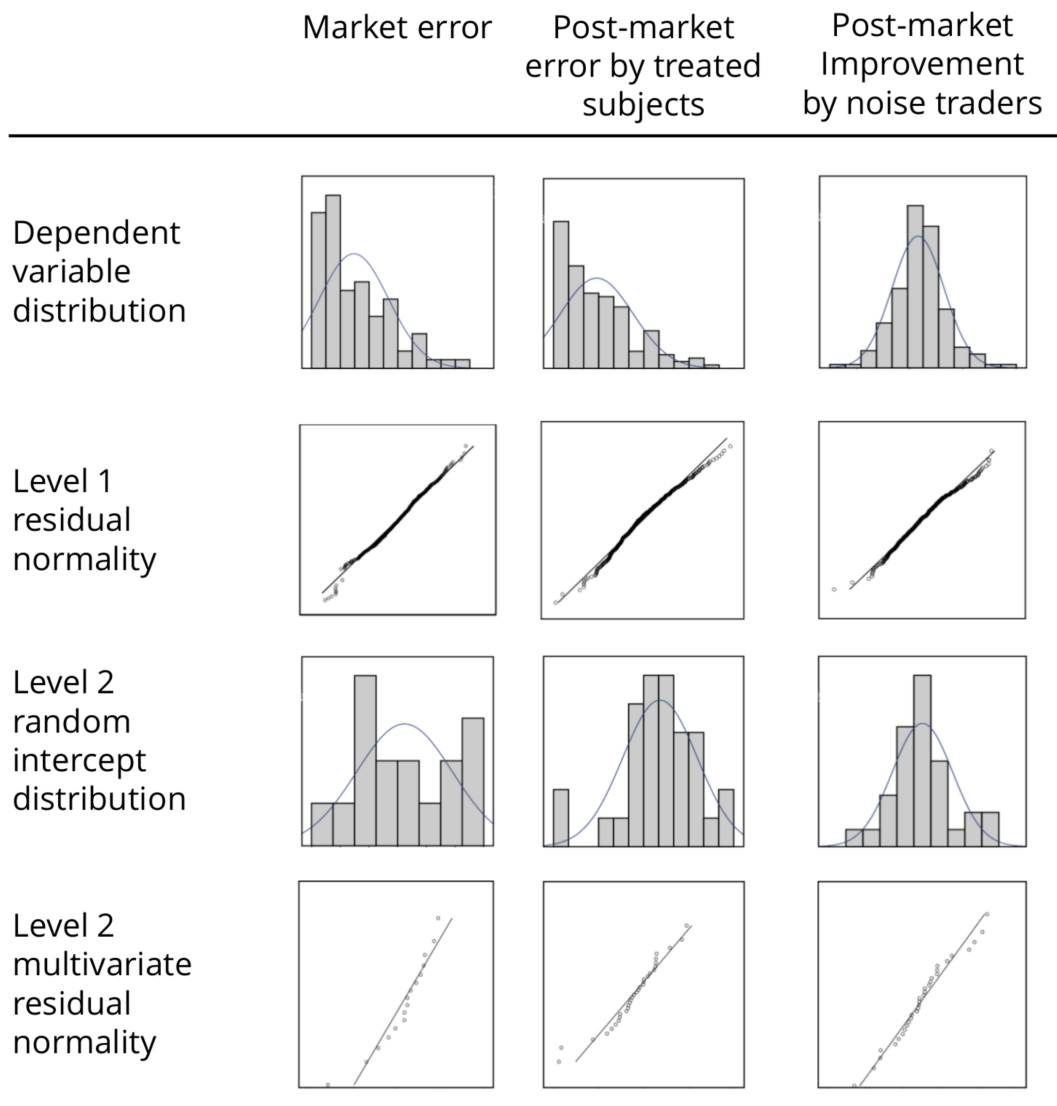 Market error
Post-market
error by treated
subjects
Post-market
Improvement
by noise traders
Dependent
variable
distribution
Level 1
residual
normality
Level 2
random
intercept
distribution
Level 2
multivariate
residual
normality